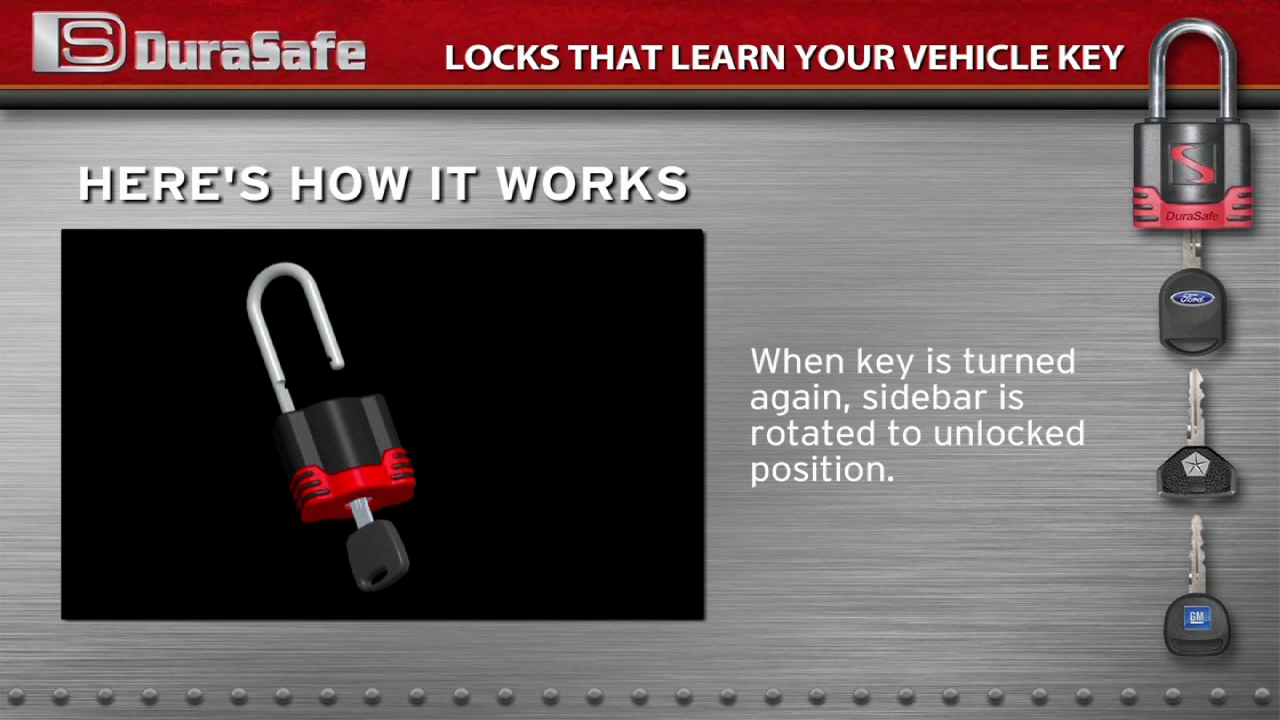 DuraSafe
LOCKS THAT LEARN YOUR VEHICLE KEY
HERE'S HOW IT WORKS
When key is turned
again, sidebar is
rotated to unlocked
position.
DuraSafe
Ford
GM